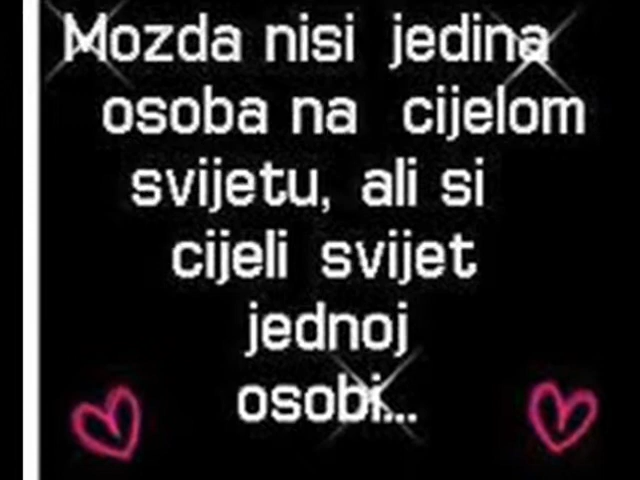 Mozda nisi jedina
osoba na cijelom
svijetu, ali si
cijeli svijet
jednoj
osobi...